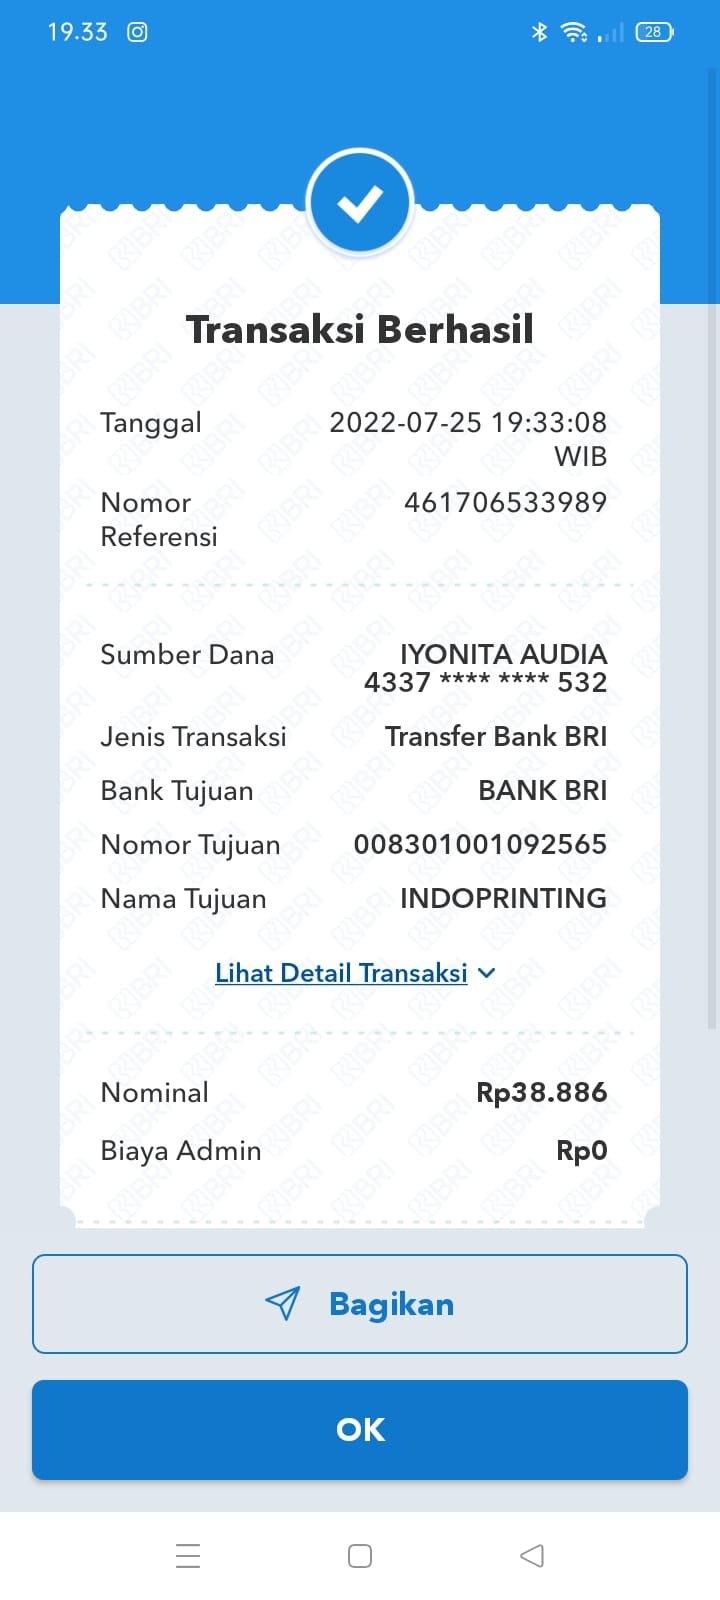 19.33
28
Transaksi Berhasil
Tanggal 2022-07-25 19:33:08
WIB
Nomor 461706533989
Referensi
Sumber Dana IYONITA AUDIA
4337 **** **** 532
Jenis Transaksi Transfer Bank BRI
Bank Tujuan BANK BRI
Nomor Tujuan 008301001092565
Nama Tujuan INDOPRINTING
Lihat Detail Transaksi
Nominal Rp38.886
Biaya Admin Rp0
Bagikan
OK